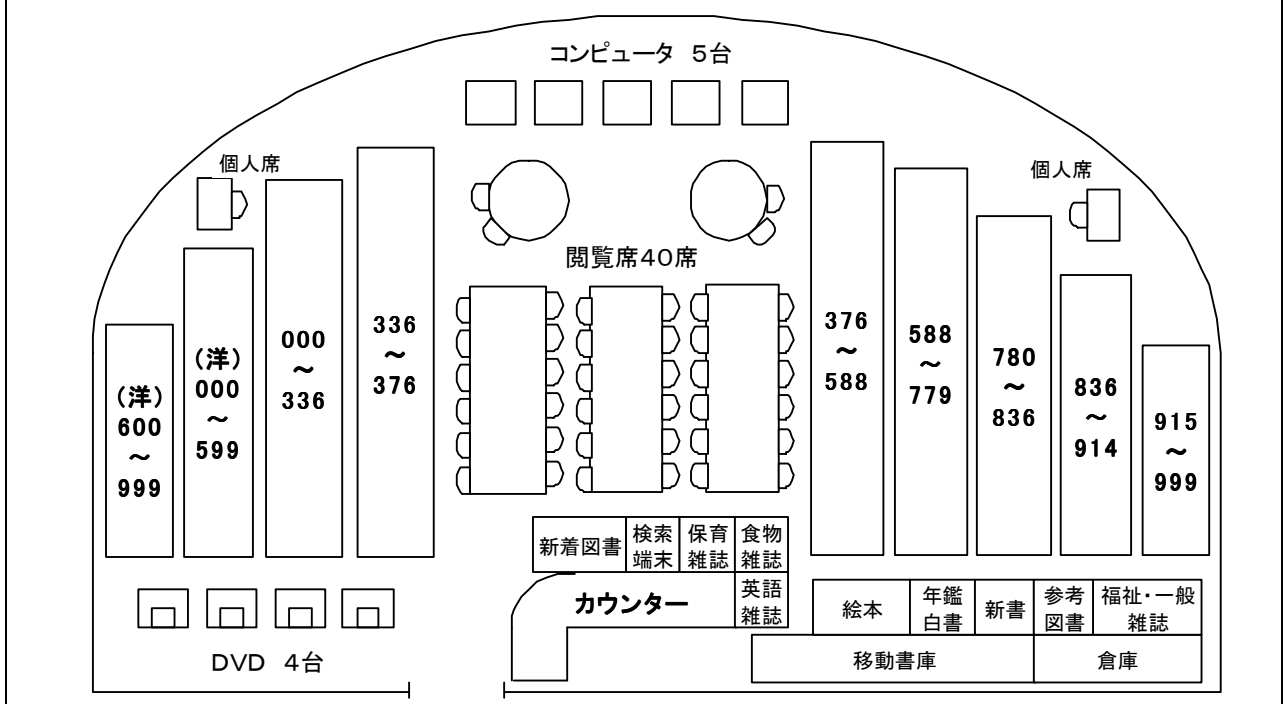 コンピュータ 5台
個人席
個人席
閲覧席40席
(洋)
600
～
999
(洋)
000
～
599
000
～
336
336
～
376
376
～
588
588
～
779
780
～
836
836
～
914
915
～
999
新着図書
検索
端末
保育
雑誌
食物
雑誌
英語
雑誌
カウンター
絵本
年鑑
白書
新書
参考
図書
福祉・一般
雑誌
移動書庫
倉庫
DVD 4台